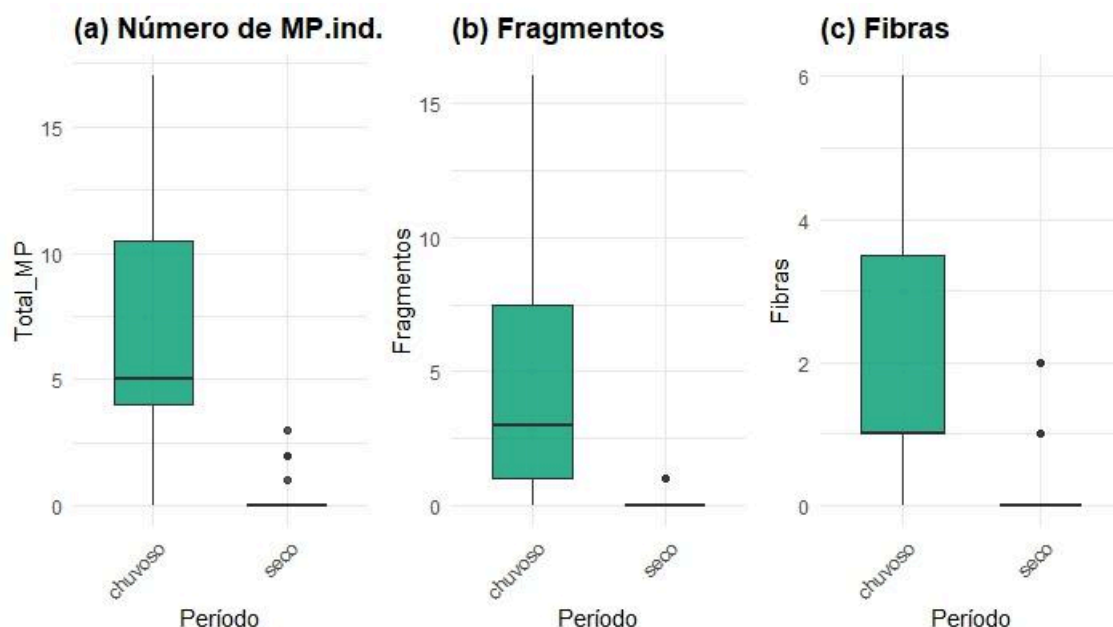 (a) Número de MP.ind.
Total_MP
15
10
5
0
chuvoso
seco
Período
(b) Fragmentos
Fragmentos
15
10
5
0
chuvoso
seco
Período
(c) Fibras
Fibras
6
4
2
0
chuvoso
seco
Período